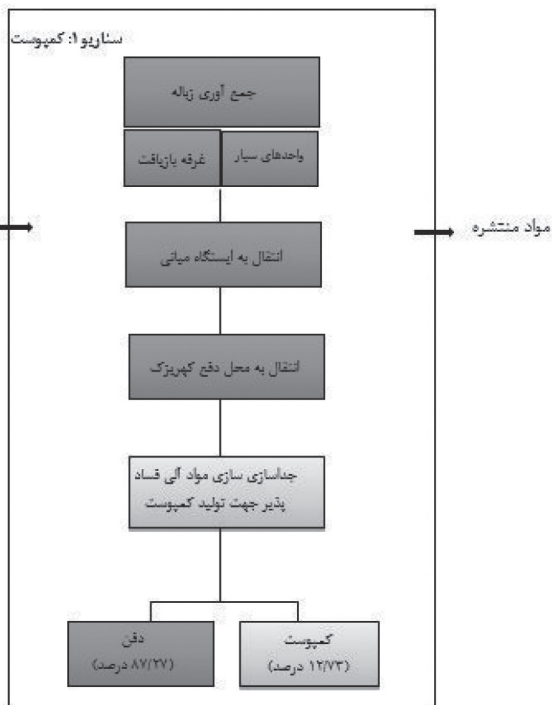 سناریو ۱: کمپوست
جمع آوری زباله
واحدهای سیار
غرفه بازیافت
انتقال به ایستگاه میانی
مواد منتشره
انتقال به محل دفع کهریزک
جداسازی سازی مواد آلی فساد
پذیر جهت تولید کمپوست
کمپوست
(۱۲/۷۳ درصد)
دفن
(۸۷/۲۷ درصد)